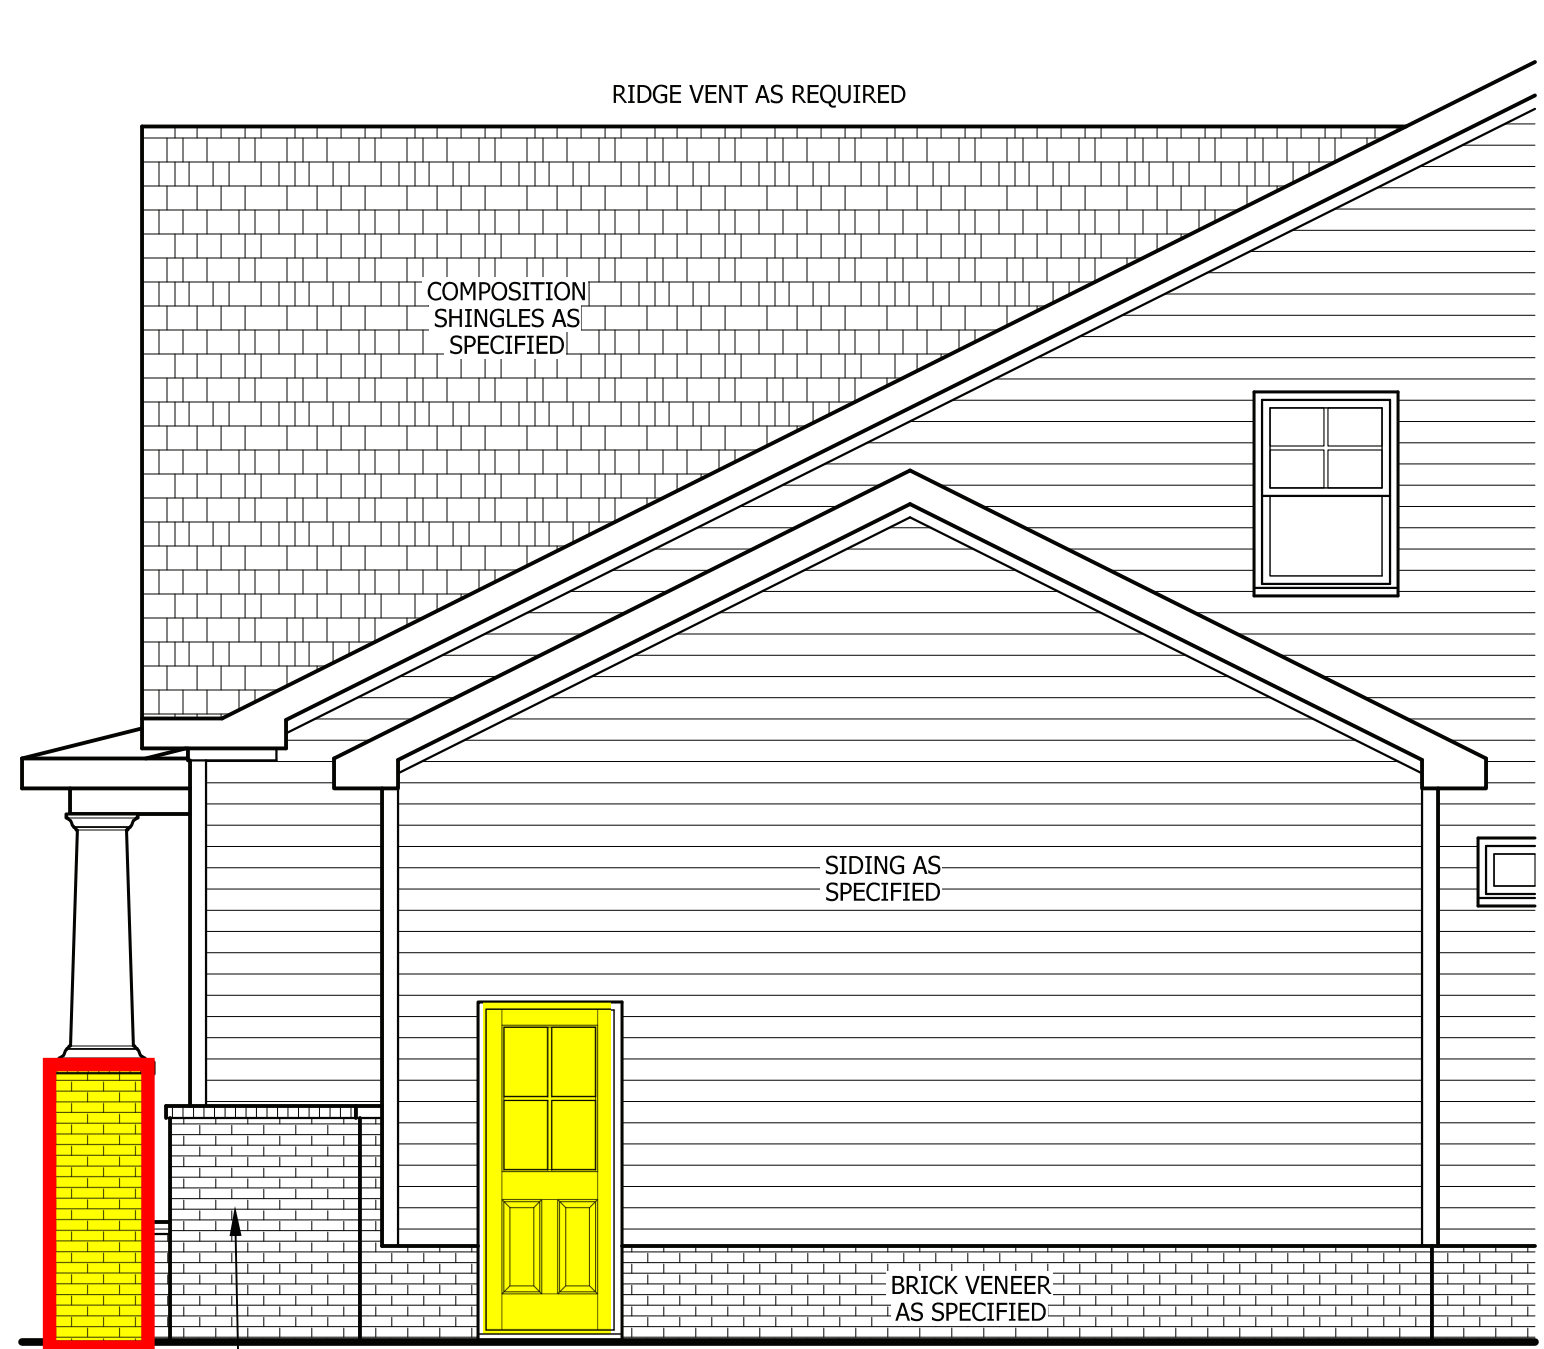 RIDGE VENT AS REQUIRED
COMPOSITION
SHINGLES AS
SPECIFIED
SIDING AS
SPECIFIED
BRICK VENEER
AS SPECIFIED